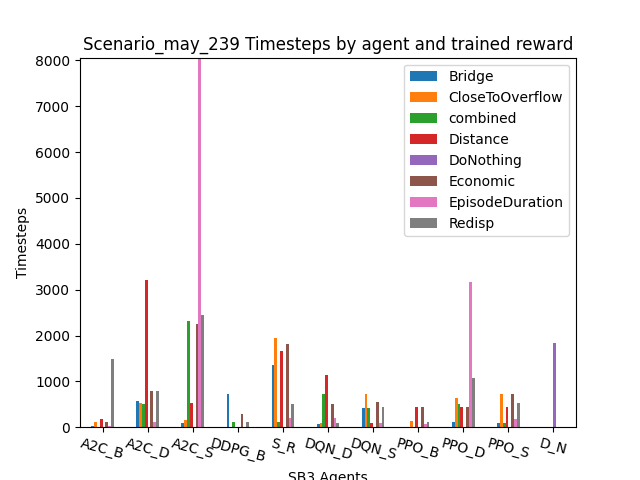 Scenario_may_239 Timesteps by agent and trained reward
8000
7000
6000
5000
4000
3000
2000
1000
0
Timesteps
Bridge
CloseToOverflow
combined
Distance
DoNothing
Economic
EpisodeDuration
Redisp
A2C_B
A2C_D
A2C_S
DDPG_B
S_R
DQN_D
DQN_S
PPO_B
PPO_D
PPO_S
D_N
SB3 Agents